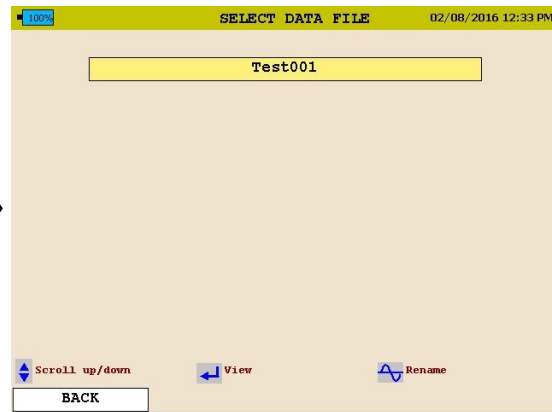 100% SELECT DATA FILE 02/08/2016 12:33 PM
Test001
Scroll up/down View Rename
BACK